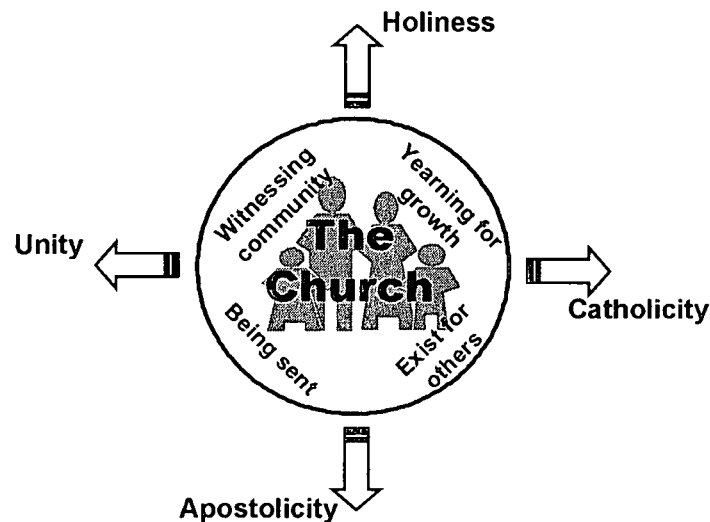 Holiness
Witnessing
community
Yearning for
growth
The
Church
Unity
Catholicity
Being sent
Exist for
others
Apostolicity